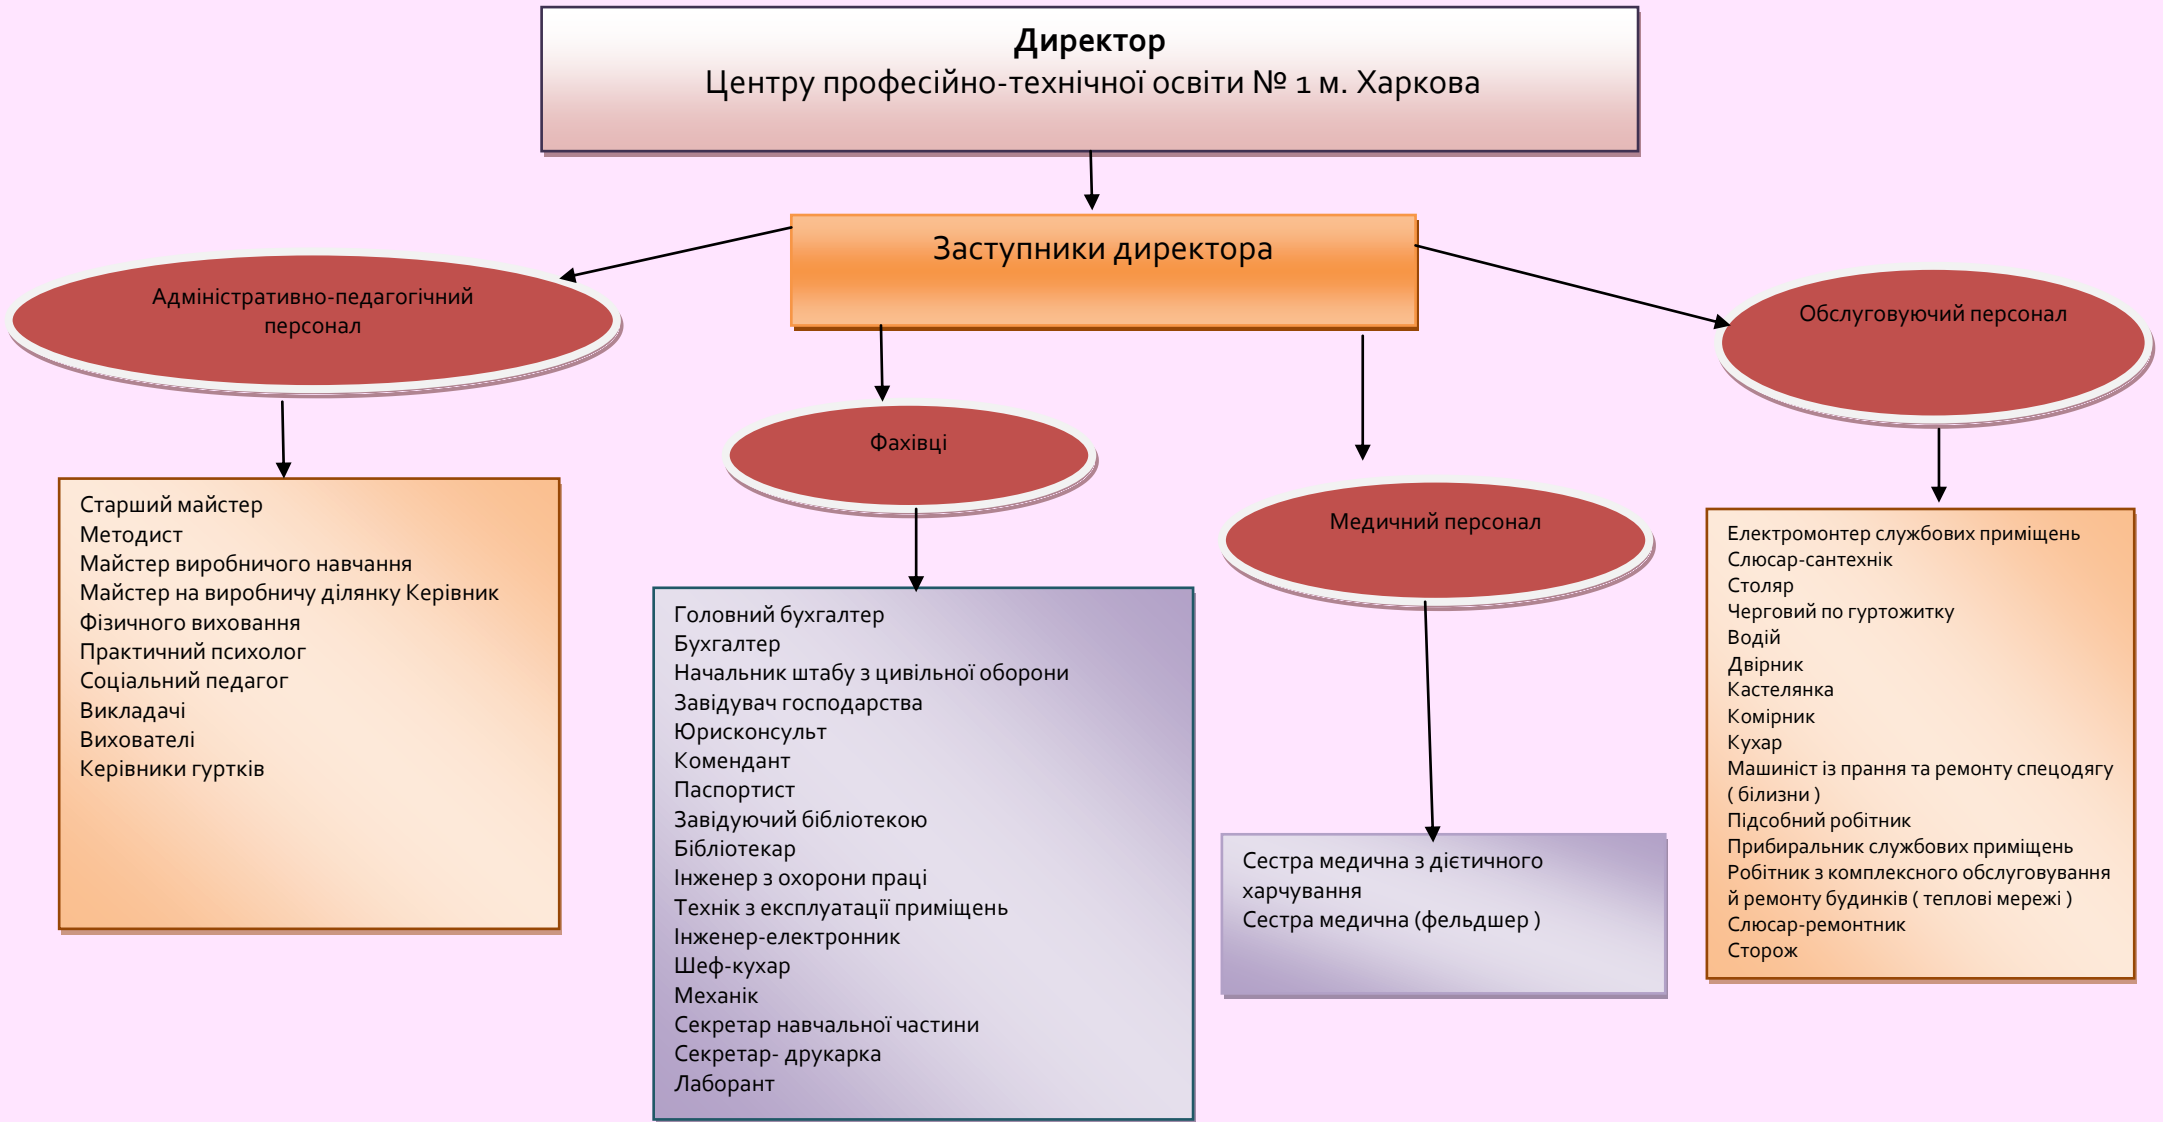 Директор
Центру професійно-технічної освіти № 1 м. Харкова
Заступники директора
Адміністративно-педагогічний
персонал
Обслуговуючий персонал
Фахівці
Медичний персонал
Старший майстер
Методист
Майстер виробничого навчання
Майстер на виробничу ділянку Керівник
Фізичного виховання
Практичний психолог
Соціальний педагог
Викладачі
Вихователі
Керівники гуртків
Головний бухгалтер
Бухгалтер
Начальник штабу з цивільної оборони
Завідувач господарства
Юрисконсульт
Комендант
Паспортист
Завідуючий бібліотекою
Бібліотекар
Інженер з охорони праці
Технік з експлуатації приміщень
Інженер-електронник
Шеф-кухар
Механік
Секретар навчальної частини
Секретар- друкарка
Лаборант
Сестра медична з дієтичного
харчування
Сестра медична (фельдшер )
Електромонтер службових приміщень
Слюсар-сантехнік
Столяр
Черговий по гуртожитку
Водій
Двірник
Кастелянка
Комірник
Кухар
Машиніст із прання та ремонту спецодягу
( білизни )
Підсобний робітник
Прибиральник службових приміщень
Робітник з комплексного обслуговування
й ремонту будинків ( теплові мережі )
Слюсар-ремонтник
Сторож